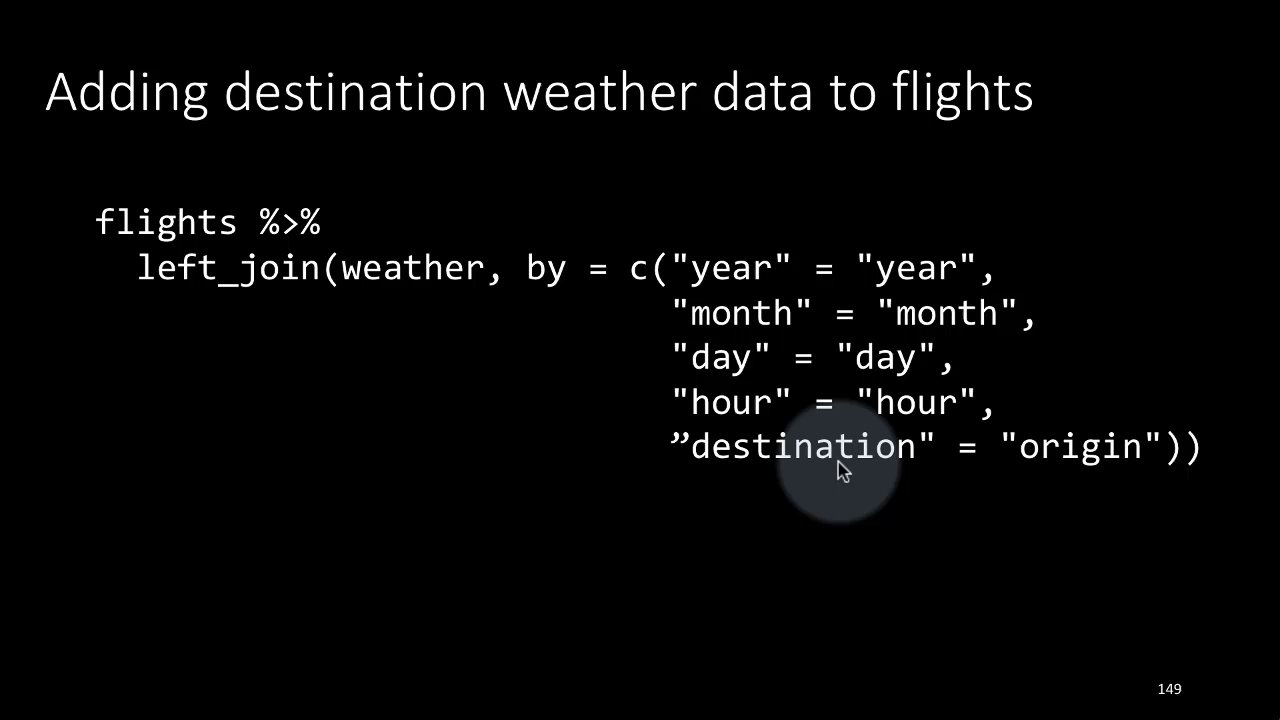 Adding destination weather data to flights
flights %>%
left_join(weather, by = c("year" = "year",
"month" = "month",
"day" = "day",
"hour" = "hour",
”destination" = "origin"))
149